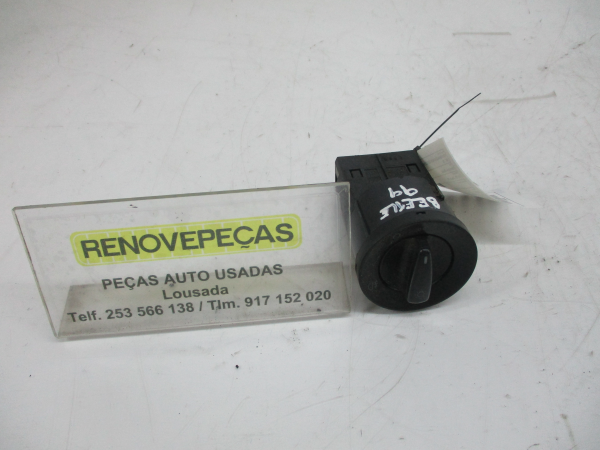 RENOVEPEÇAS
PEÇAS AUTO USADAS
Lousada
Telf. 253 566 138 / Tlm. 917 152 020
BEETLE
99